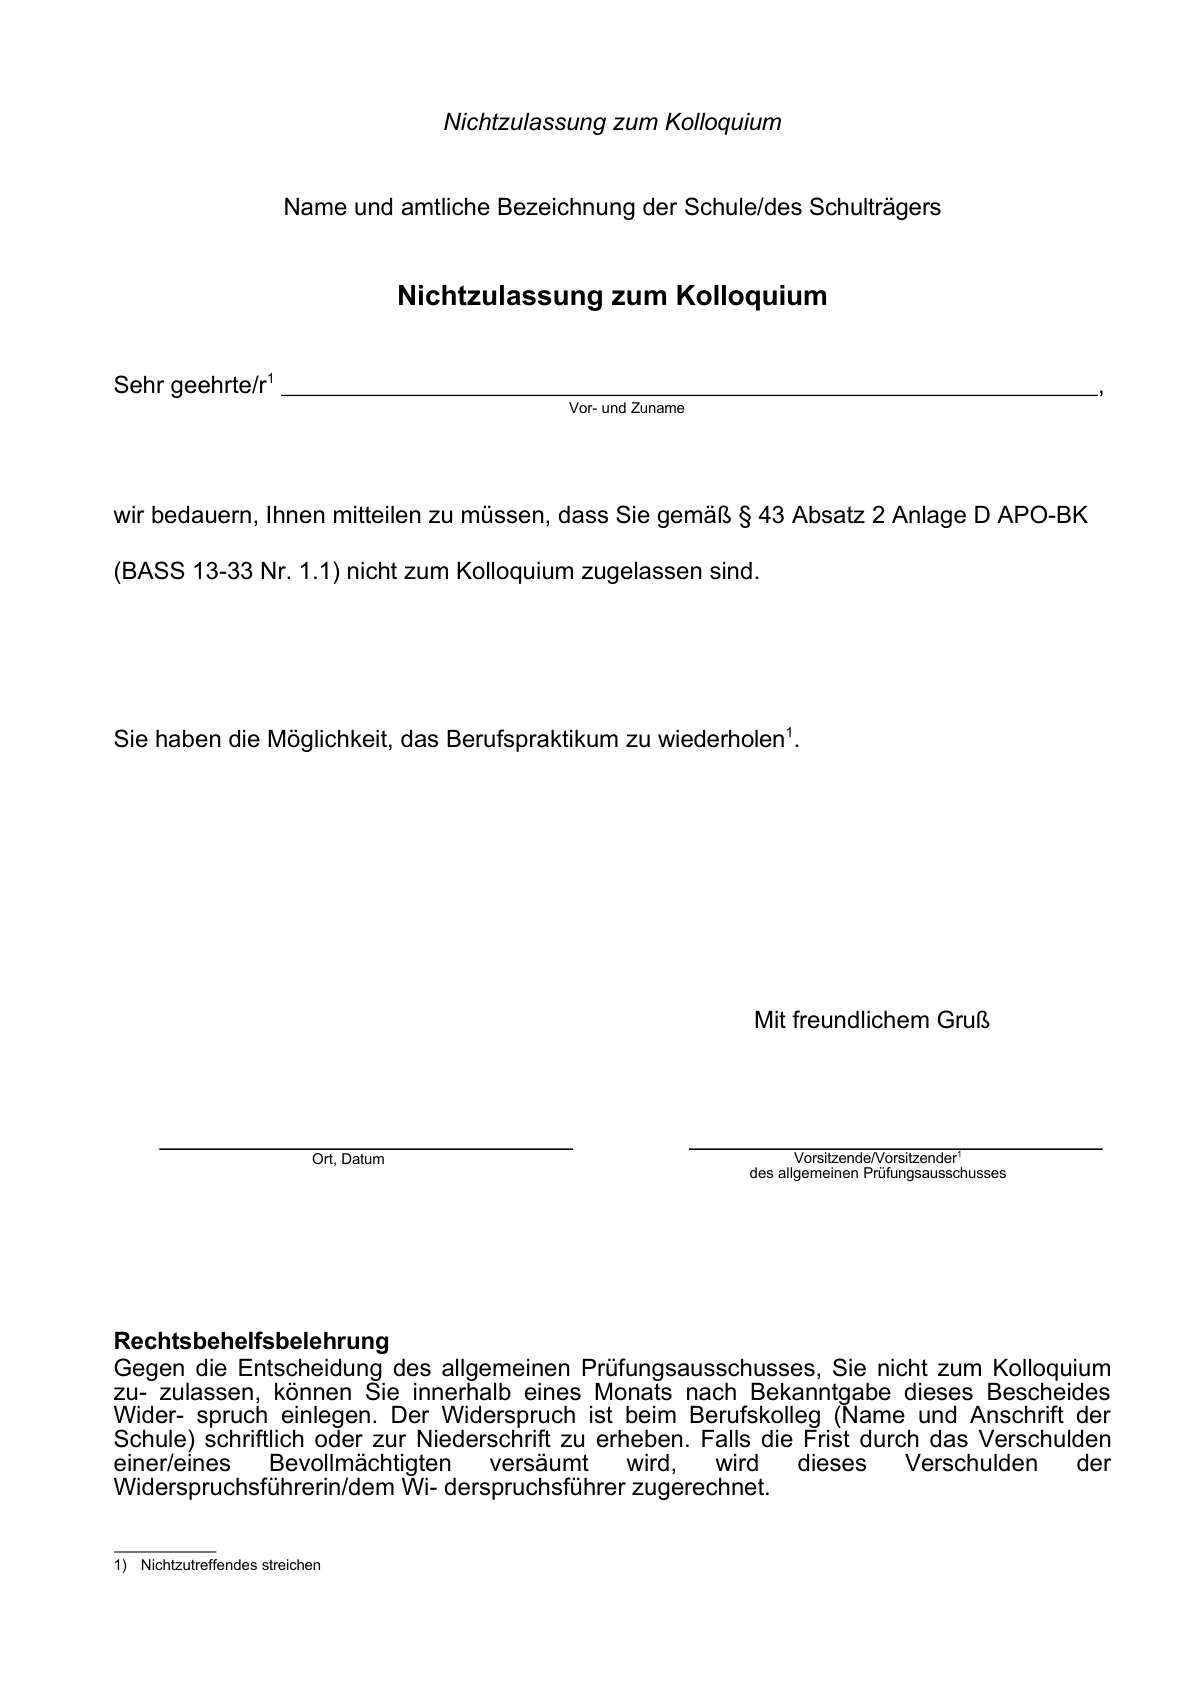 Nichtzulassung zum Kolloquium
Name und amtliche Bezeichnung der Schule/des Schulträgers
Nichtzulassung zum Kolloquium
Sehr geehrte/r1 ,
Vor- und Zuname
wir bedauern, Ihnen mitteilen zu müssen, dass Sie gemäß § 43 Absatz 2 Anlage D APO-BK
(BASS 13-33 Nr. 1.1) nicht zum Kolloquium zugelassen sind.
Sie haben die Möglichkeit, das Berufspraktikum zu wiederholen1.
Mit freundlichem Gruß
Ort, Datum
Vorsitzende/Vorsitzender1
des allgemeinen Prüfungsausschusses
Rechtsbehelfsbelehrung
Gegen die Entscheidung des allgemeinen Prüfungsausschusses, Sie nicht zum Kolloquium
zu- zulassen, können Sie innerhalb eines Monats nach Bekanntgabe dieses Bescheides
Wider- spruch einlegen. Der Widerspruch ist beim Berufskolleg (Name und Anschrift der
Schule) schriftlich oder zur Niederschrift zu erheben. Falls die Frist durch das Verschulden
einer/eines Bevollmächtigten versäumt wird, wird dieses Verschulden der
Widerspruchsführerin/dem Wi- derspruchsführer zugerechnet.
1) Nichtzutreffendes streichen